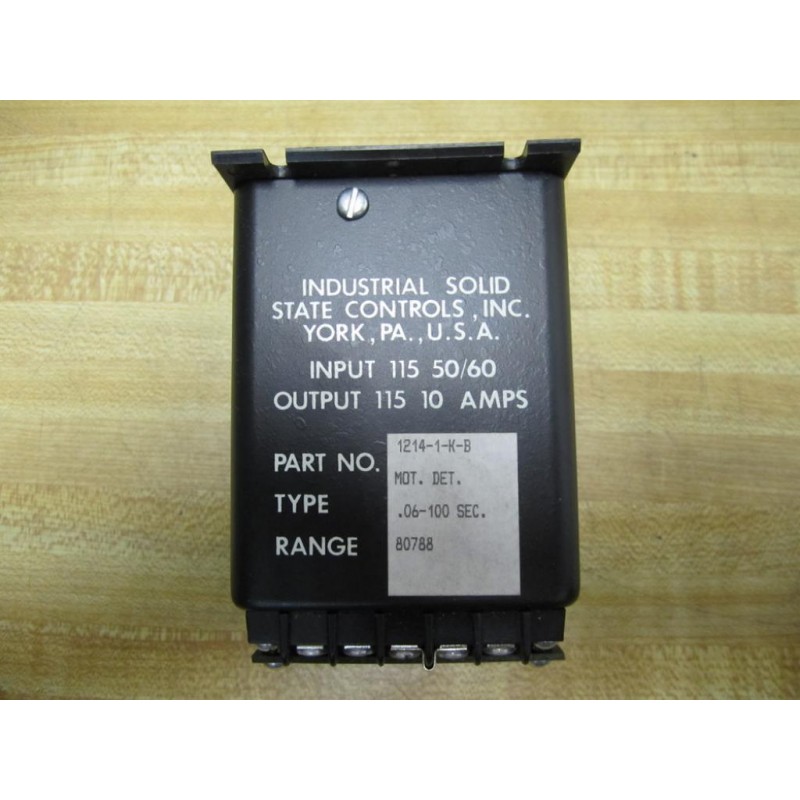 INDUSTRIAL SOLID
STATE CONTROLS, INC.
YORK, PA., U.S.A.
INPUT 115 50/60
OUTPUT 115 10 AMPS
PART NO. 1214-1-K-B
MOT. DET.
TYPE .06-100 SEC.
RANGE 80788